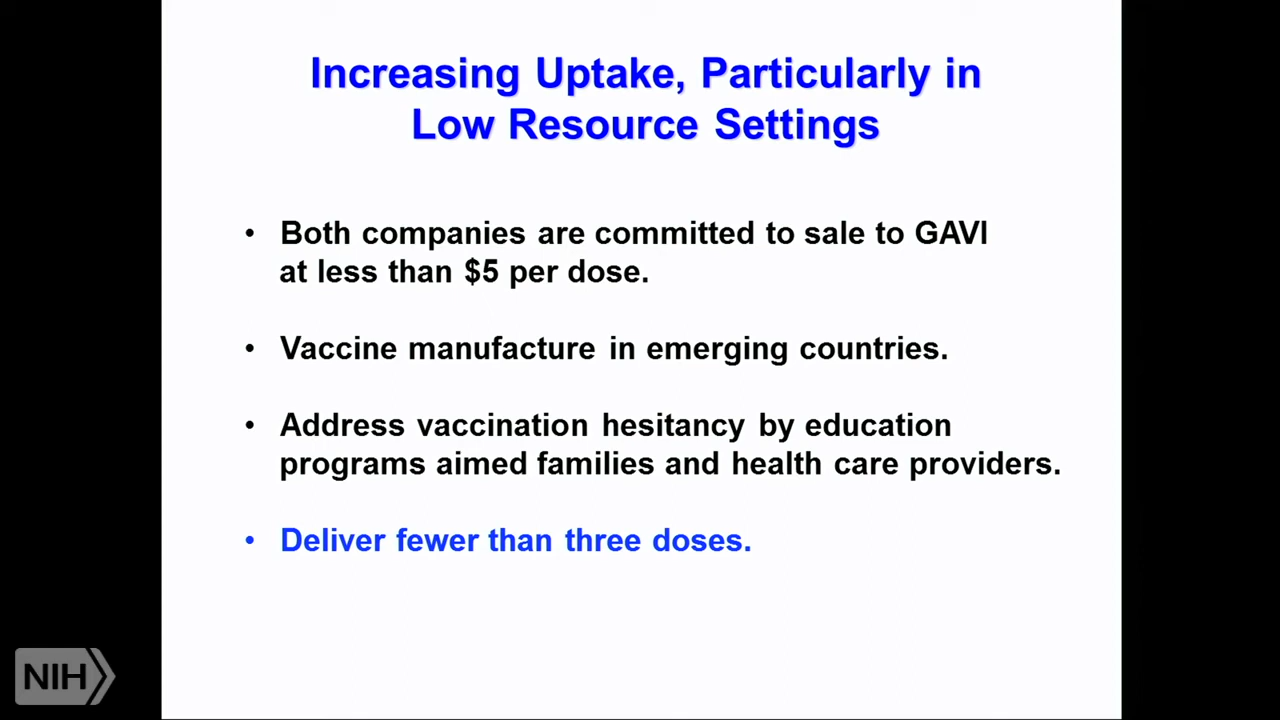 Increasing Uptake, Particularly in
Low Resource Settings
• Both companies are committed to sale to GAVI
at less than $5 per dose.
• Vaccine manufacture in emerging countries.
• Address vaccination hesitancy by education
programs aimed families and health care providers.
• Deliver fewer than three doses.
NIH